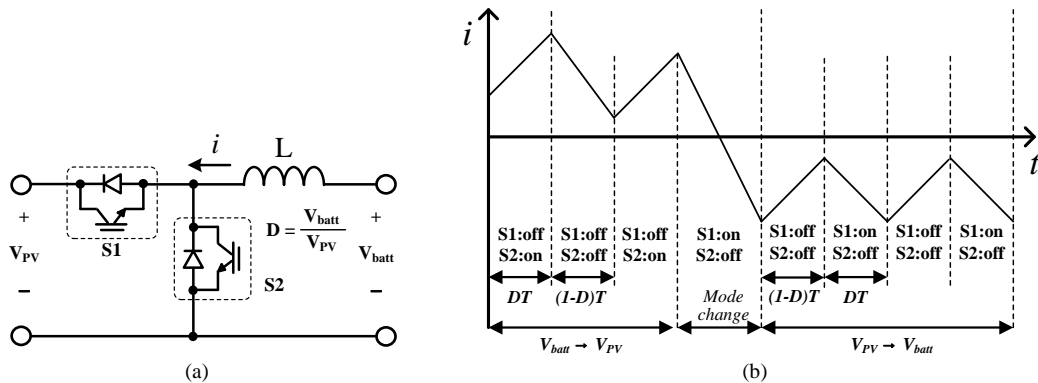 i
L
+
V_PV
−
S1
D = V_batt / V_PV
S2
+
V_batt
−
(a)
i
t
S1:off S1:off S1:off S1:on S1:off S1:on S1:off S1:on
S2:on S2:off S2:on S2:off S2:off S2:off S2:off S2:off
DT (1-D)T Mode change (1-D)T DT
V_batt → V_PV V_PV → V_batt
(b)